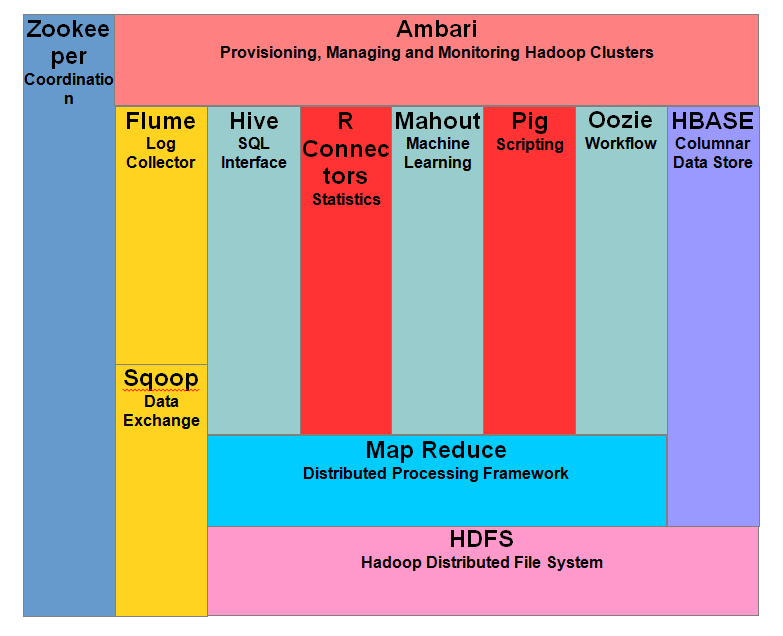 Zookee
per
Coordinatio
n
Ambari
Provisioning, Managing and Monitoring Hadoop Clusters
Flume
Log
Collector
Hive
SQL
Interface
R
Connec
tors
Statistics
Mahout
Machine
Learning
Pig
Scripting
Oozie
Workflow
HBASE
Columnar
Data Store
Sqoop
Data
Exchange
Map Reduce
Distributed Processing Framework
HDFS
Hadoop Distributed File System